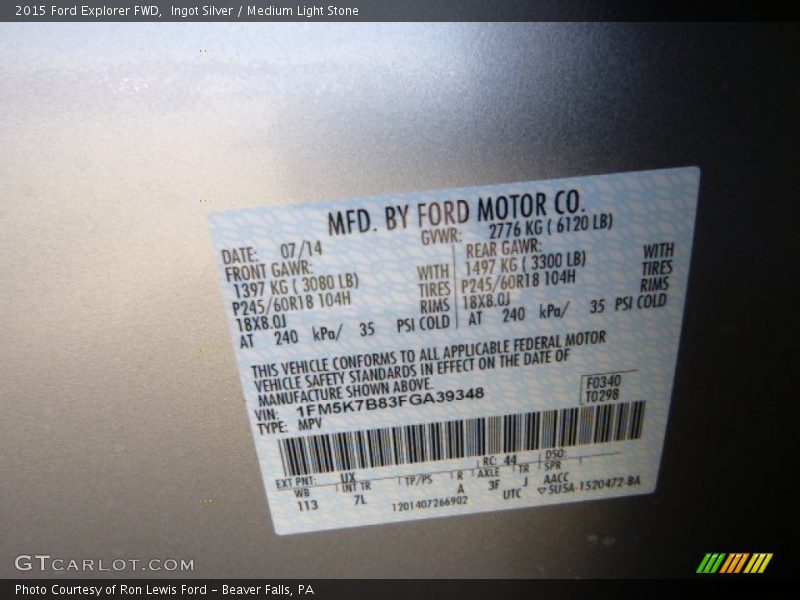 2015 Ford Explorer FWD,  Ingot Silver / Medium Light Stone
MFD. BY FORD MOTOR CO.
DATE: 07/14 GVWR: 2776 KG ( 6120 LB)
FRONT GAWR: REAR GAWR:
1397 KG ( 3080 LB) WITH 1497 KG ( 3300 LB) WITH
P245/60R18 104H TIRES P245/60R18 104H TIRES
18X8.0J RIMS 18X8.0J RIMS
AT 240 kPa/ 35 PSI COLD AT 240 kPa/ 35 PSI COLD
THIS VEHICLE CONFORMS TO ALL APPLICABLE FEDERAL MOTOR
VEHICLE SAFETY STANDARDS IN EFFECT ON THE DATE OF
MANUFACTURE SHOWN ABOVE.
VIN: 1FM5K7B83FGA39348 F0340
TYPE: MPV T0298
EXT PNT: UX RC: 44 DSO:
WB INT TR TP/PS R AXLE TR SPR
113 7L A 3F J AACC
1201407266902 UTC ▽SU5A-1520472-BA
GTCARLOT.COM
Photo Courtesy of Ron Lewis Ford - Beaver Falls, PA